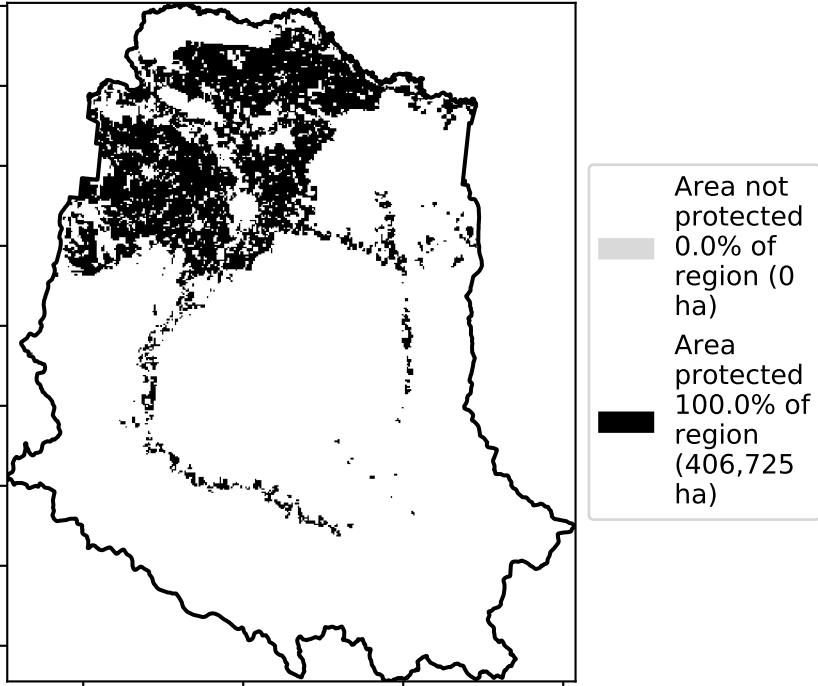 Area not
protected
0.0% of
region (0
ha)
Area
protected
100.0% of
region
(406,725
ha)